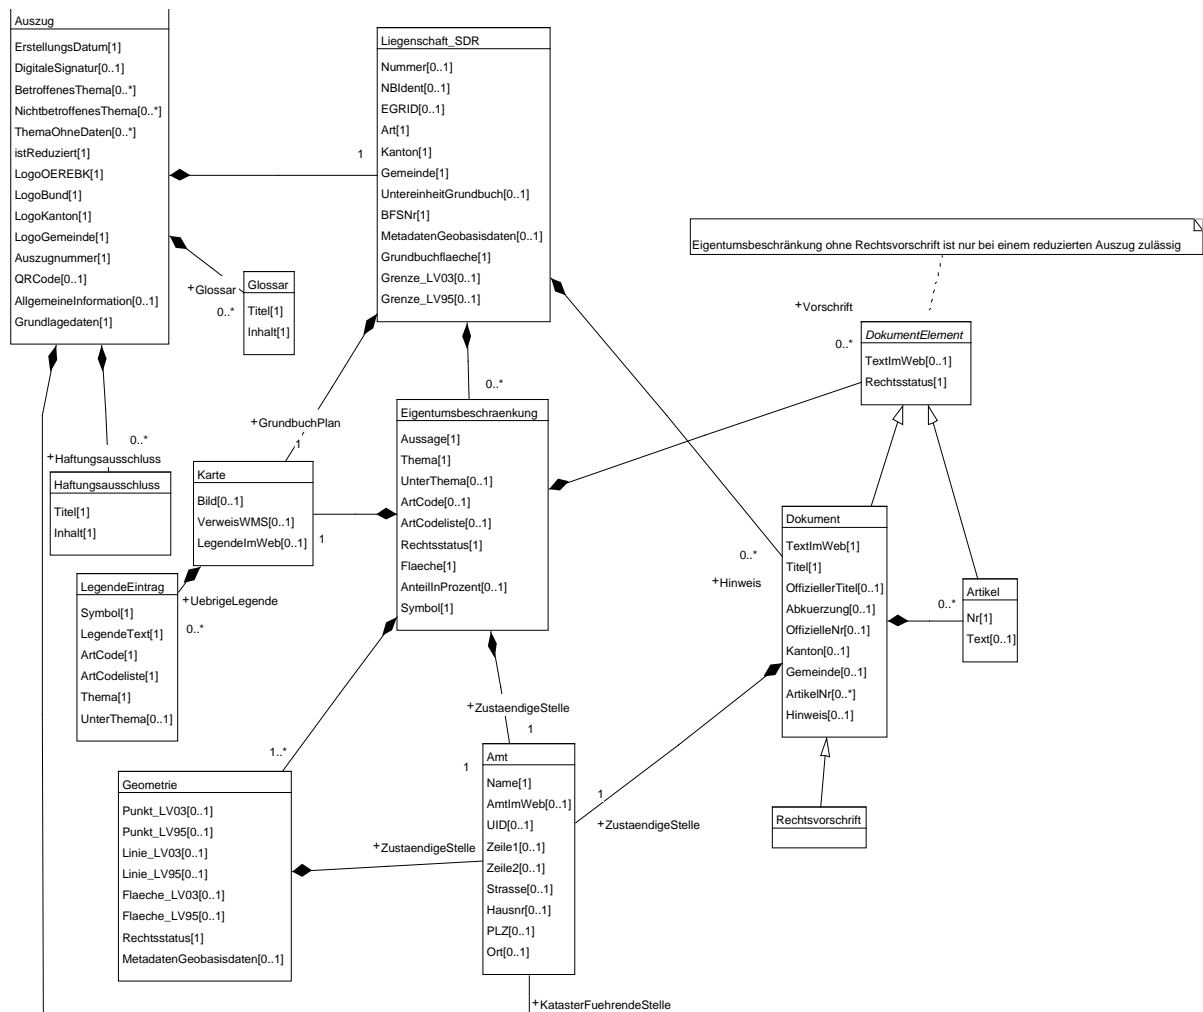 Auszug
ErstellungsDatum[1]
DigitaleSignatur[0..1]
BetroffenesThema[0..*]
NichtbetroffenesThema[0..*]
ThemaOhneDaten[0..*]
istReduziert[1]
LogoOEREBK[1]
LogoBund[1]
LogoKanton[1]
LogoGemeinde[1]
Auszugnummer[1]
QRCode[0..1]
AllgemeineInformation[0..1]
Grundlagedaten[1]
1
Liegenschaft_SDR
Nummer[0..1]
NBIdent[0..1]
EGRID[0..1]
Art[1]
Kanton[1]
Gemeinde[1]
UntereinheitGrundbuch[0..1]
BFSNr[1]
MetadatenGeobasisdaten[0..1]
Grundbuchflaeche[1]
Grenze_LV03[0..1]
Grenze_LV95[0..1]
Eigentumsbeschränkung ohne Rechtsvorschrift ist nur bei einem reduzierten Auszug zulässig
+Glossar
0..*
Glossar
Titel[1]
Inhalt[1]
+Vorschrift
0..*
DokumentElement
TextImWeb[0..1]
Rechtsstatus[1]
0..*
+GrundbuchPlan
1
Eigentumsbeschraenkung
Aussage[1]
Thema[1]
UnterThema[0..1]
ArtCode[0..1]
ArtCodeliste[0..1]
Rechtsstatus[1]
Flaeche[1]
AnteilInProzent[0..1]
Symbol[1]
0..*
+Haftungsausschluss
Haftungsausschluss
Titel[1]
Inhalt[1]
Karte
Bild[0..1]
VerweisWMS[0..1]
LegendeImWeb[0..1]
1
Dokument
TextImWeb[1]
Titel[1]
OffiziellerTitel[0..1]
Abkuerzung[0..1]
OffizielleNr[0..1]
Kanton[0..1]
Gemeinde[0..1]
ArtikelNr[0..*]
Hinweis[0..1]
0..*
+Hinweis
0..*
Artikel
Nr[1]
Text[0..1]
LegendeEintrag
Symbol[1]
LegendeText[1]
ArtCode[1]
ArtCodeliste[1]
Thema[1]
UnterThema[0..1]
+UebrigeLegende
0..*
+ZustaendigeStelle
1
1..*
1
Geometrie
Punkt_LV03[0..1]
Punkt_LV95[0..1]
Linie_LV03[0..1]
Linie_LV95[0..1]
Flaeche_LV03[0..1]
Flaeche_LV95[0..1]
Rechtsstatus[1]
MetadatenGeobasisdaten[0..1]
+ZustaendigeStelle
Amt
Name[1]
AmtImWeb[0..1]
UID[0..1]
Zeile1[0..1]
Zeile2[0..1]
Strasse[0..1]
Hausnr[0..1]
PLZ[0..1]
Ort[0..1]
1
+ZustaendigeStelle
Rechtsvorschrift
+KatasterFuehrendeStelle